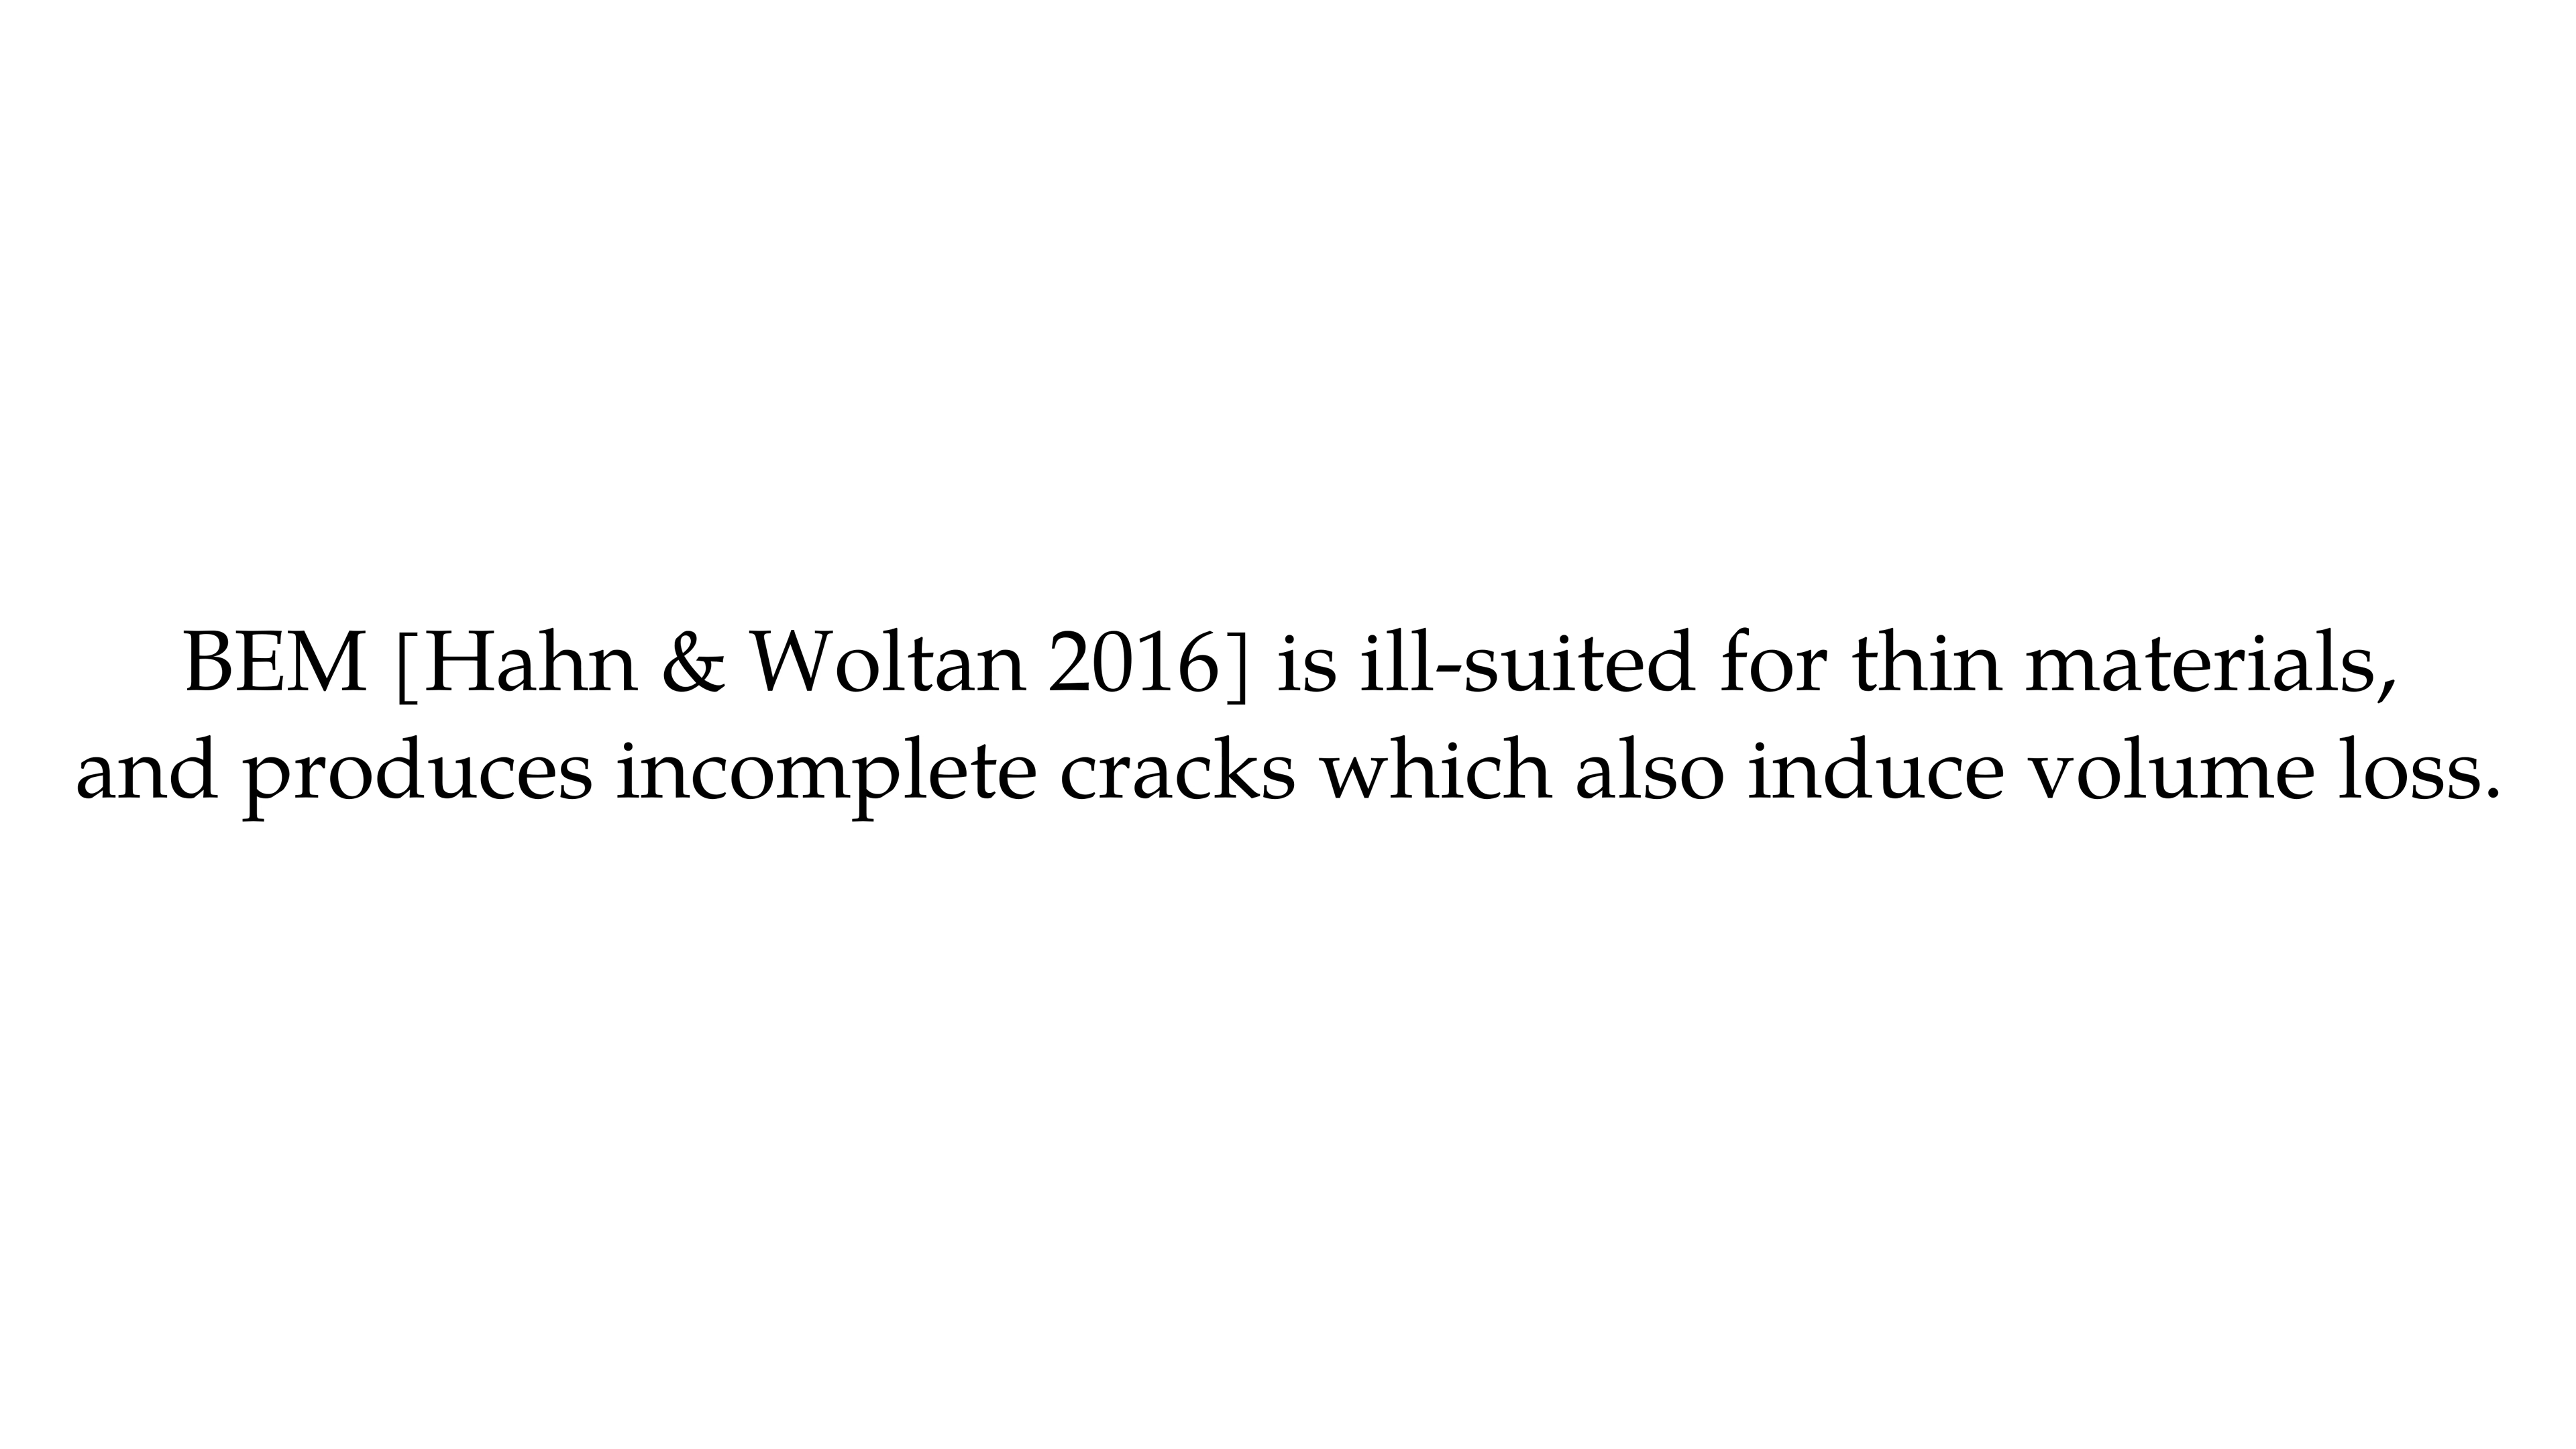 BEM [Hahn & Woltan 2016] is ill-suited for thin materials,
and produces incomplete cracks which also induce volume loss.